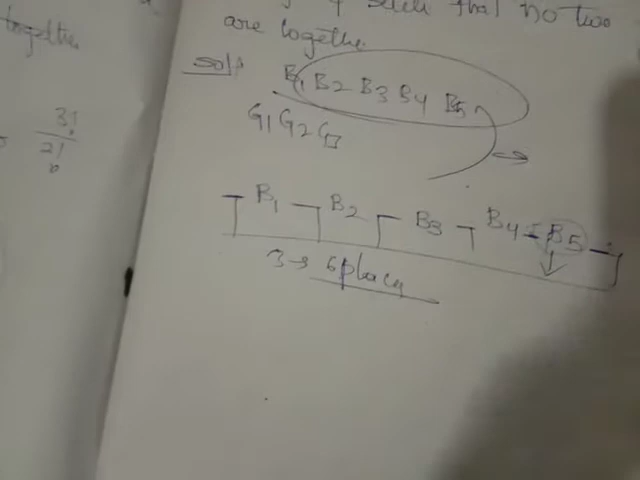 together
3!
2!
such that no two
are together
Solⁿ
B1 B2 B3 B4 B5
G1 G2 G3
B1 B2 B3 B4 B5
3 → 6 places